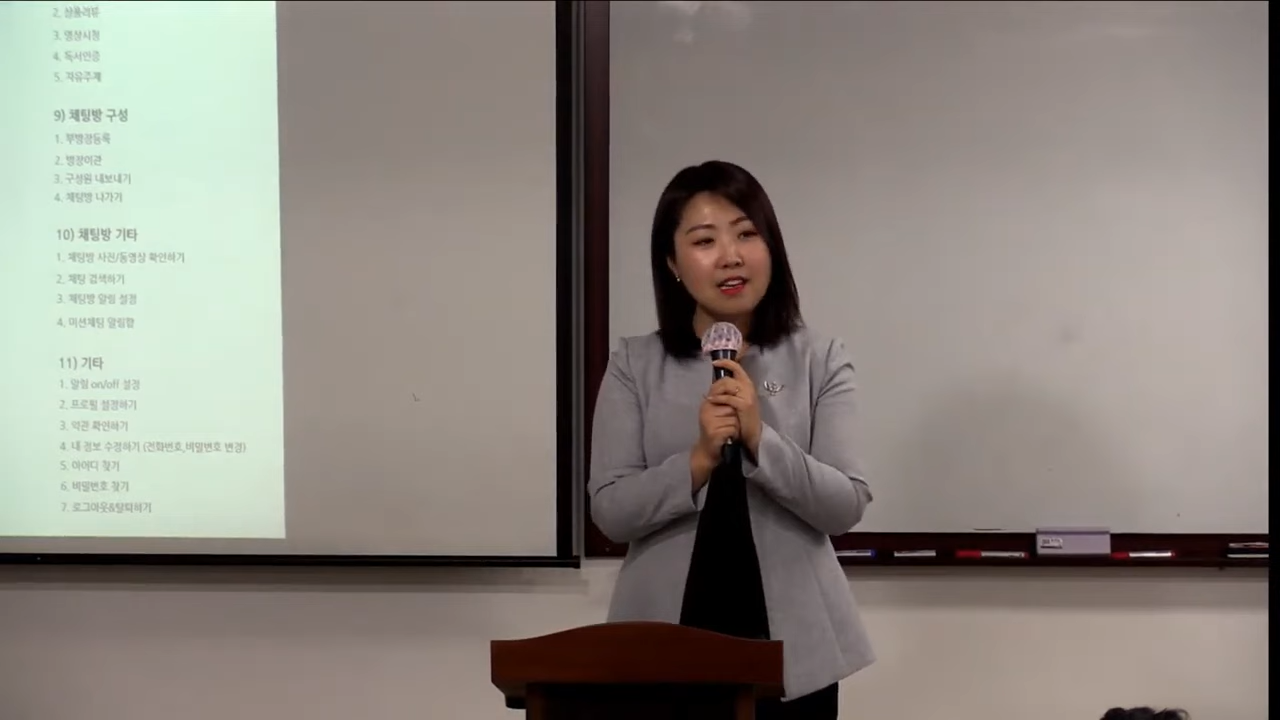 2. 상품리뷰
3. 영상시청
4. 독서인증
5. 자유주제
9) 채팅방 구성
1. 부방장등록
2. 방장이관
3. 구성원 내보내기
4. 채팅방 나가기
10) 채팅방 기타
1. 채팅방 사진/동영상 확인하기
2. 채팅 검색하기
3. 채팅방 알림 설정
4. 미션채팅 알림함
11) 기타
1. 알림 on/off 설정
2. 프로필 설정하기
3. 약관 확인하기
4. 내 정보 수정하기 (전화번호,비밀번호 변경)
5. 아이디 찾기
6. 비밀번호 찾기
7. 로그아웃&탈퇴하기